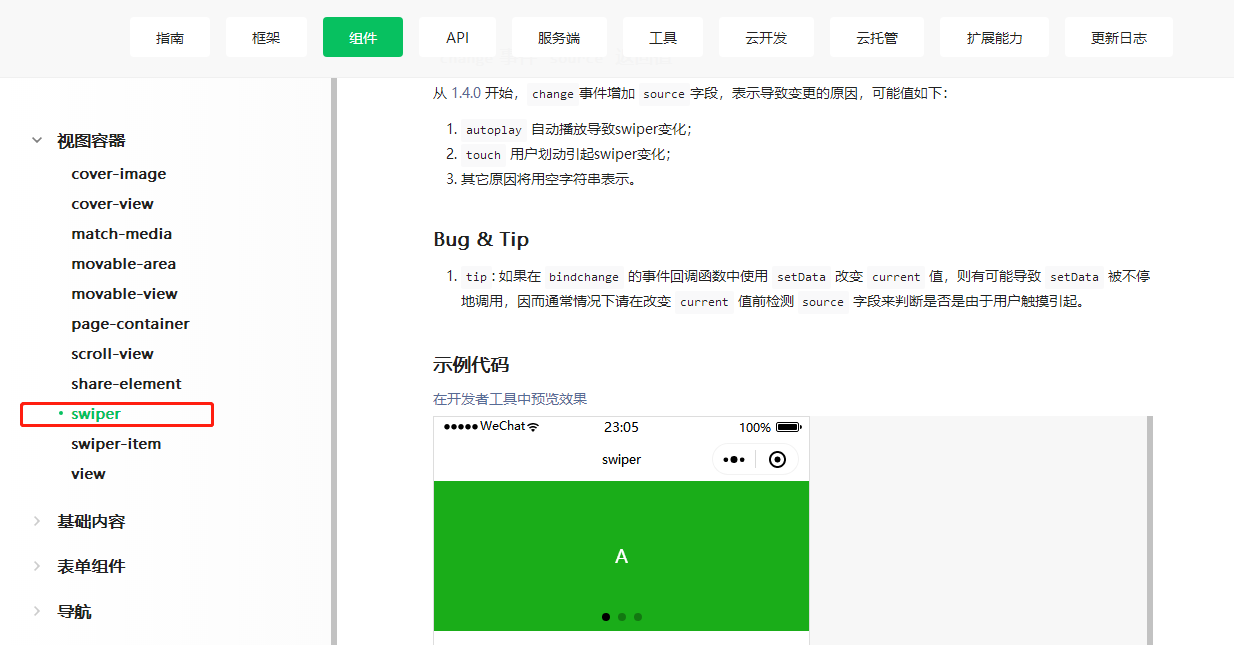 指南 框架 组件 API 服务端 工具 云开发 云托管 扩展能力 更新日志
视图容器
cover-image
cover-view
match-media
movable-area
movable-view
page-container
scroll-view
share-element
swiper
swiper-item
view
基础内容
表单组件
导航
从 1.4.0 开始， change 事件增加 source 字段，表示导致变更的原因，可能值如下：
1. autoplay 自动播放导致swiper变化；
2. touch 用户划动引起swiper变化；
3. 其它原因将用空字符串表示。
Bug & Tip
1. tip : 如果在 bindchange 的事件回调函数中使用 setData 改变 current 值，则有可能导致 setData 被不停
地调用，因而通常情况下请在改变 current 值前检测 source 字段来判断是否是由于用户触摸引起。
示例代码
在开发者工具中预览效果
WeChat 23:05 100%
swiper
A